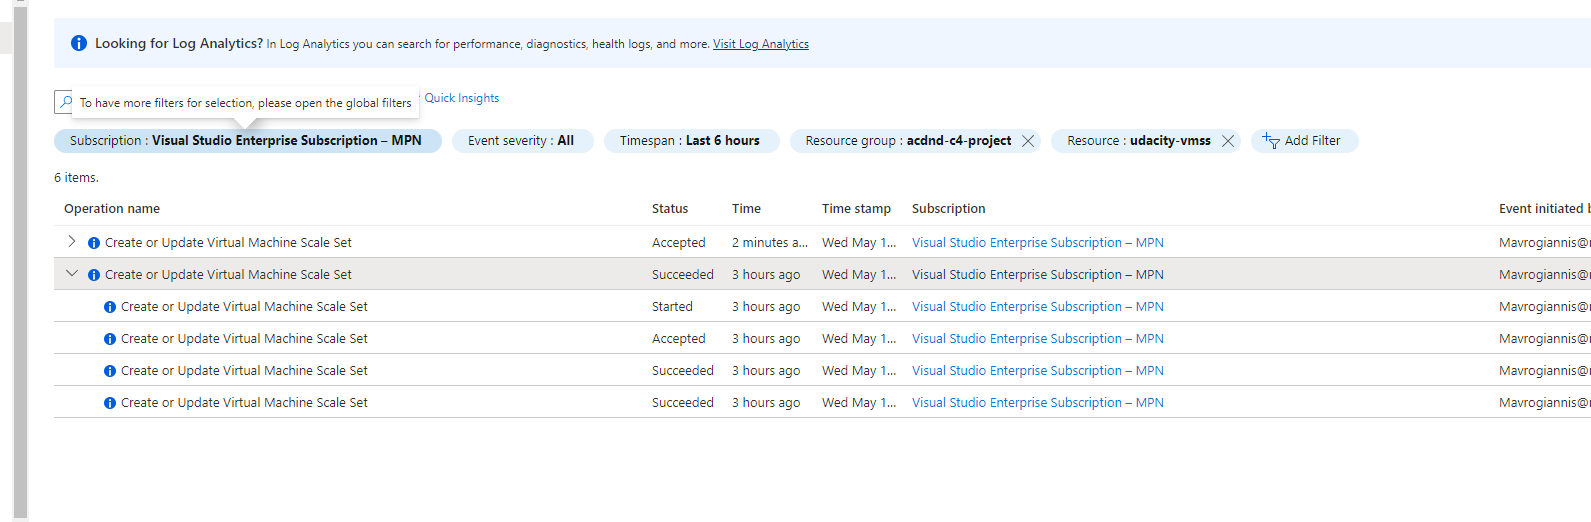 Looking for Log Analytics? In Log Analytics you can search for performance, diagnostics, health logs, and more. Visit Log Analytics
To have more filters for selection, please open the global filters
Quick Insights
Subscription : Visual Studio Enterprise Subscription – MPN Event severity : All Timespan : Last 6 hours Resource group : acdnd-c4-project Resource : udacity-vmss Add Filter
6 items.
Operation name Status Time Time stamp Subscription Event initiated b
Create or Update Virtual Machine Scale Set Accepted 2 minutes a... Wed May 1... Visual Studio Enterprise Subscription – MPN Mavrogiannis@
Create or Update Virtual Machine Scale Set Succeeded 3 hours ago Wed May 1... Visual Studio Enterprise Subscription – MPN Mavrogiannis@
Create or Update Virtual Machine Scale Set Started 3 hours ago Wed May 1... Visual Studio Enterprise Subscription – MPN Mavrogiannis@
Create or Update Virtual Machine Scale Set Accepted 3 hours ago Wed May 1... Visual Studio Enterprise Subscription – MPN Mavrogiannis@
Create or Update Virtual Machine Scale Set Succeeded 3 hours ago Wed May 1... Visual Studio Enterprise Subscription – MPN Mavrogiannis@
Create or Update Virtual Machine Scale Set Succeeded 3 hours ago Wed May 1... Visual Studio Enterprise Subscription – MPN Mavrogiannis@